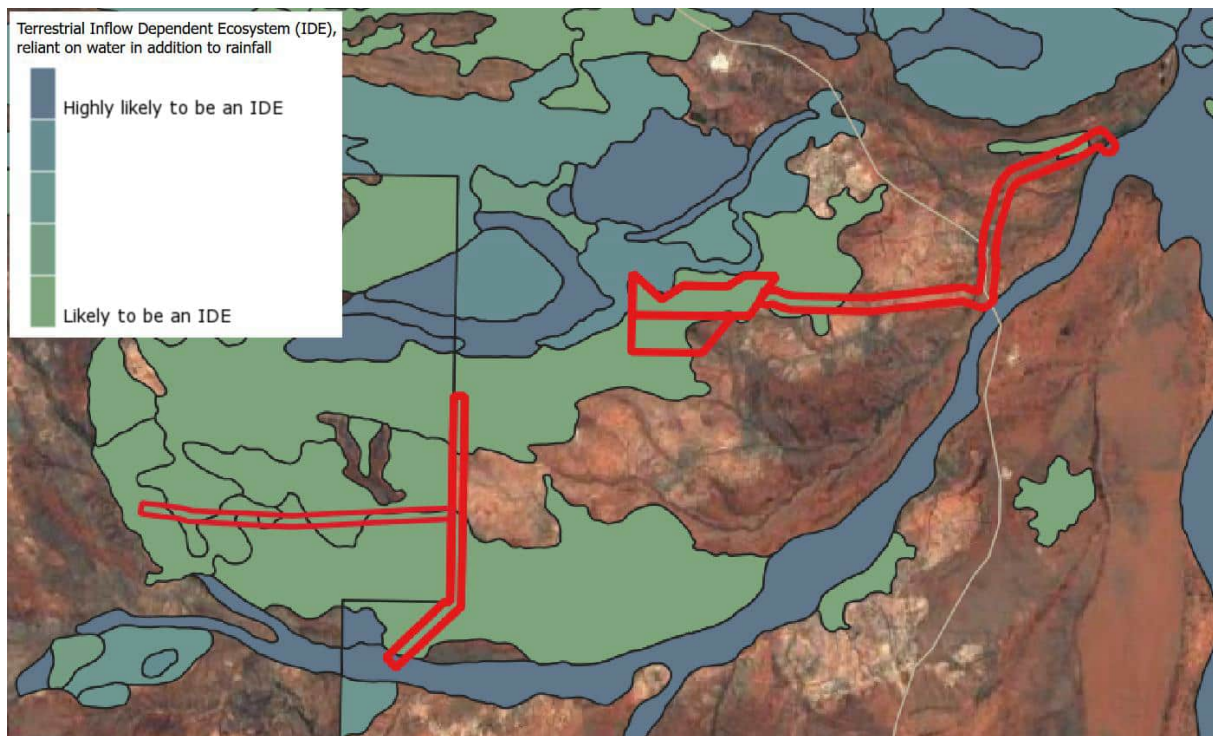 Terrestrial Inflow Dependent Ecosystem (IDE),
reliant on water in addition to rainfall
Highly likely to be an IDE
Likely to be an IDE